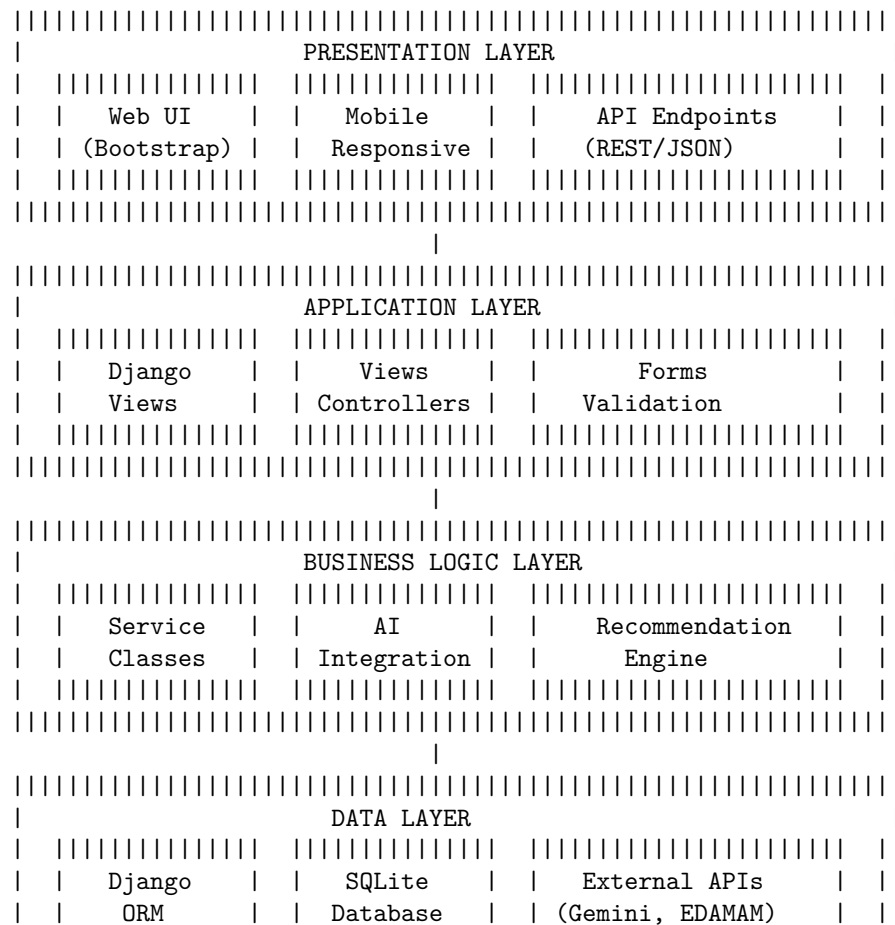 PRESENTATION LAYER
Web UI Mobile API Endpoints
(Bootstrap) Responsive (REST/JSON)
APPLICATION LAYER
Django Views Forms
Views Controllers Validation
BUSINESS LOGIC LAYER
Service AI Recommendation
Classes Integration Engine
DATA LAYER
Django SQLite External APIs
ORM Database (Gemini, EDAMAM)